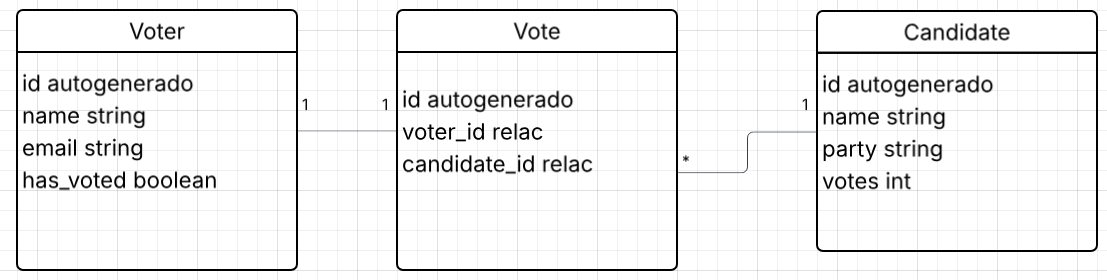 Voter
id autogenerado
name string
email string
has_voted boolean
1
1
Vote
id autogenerado
voter_id relac
candidate_id relac
*
1
Candidate
id autogenerado
name string
party string
votes int